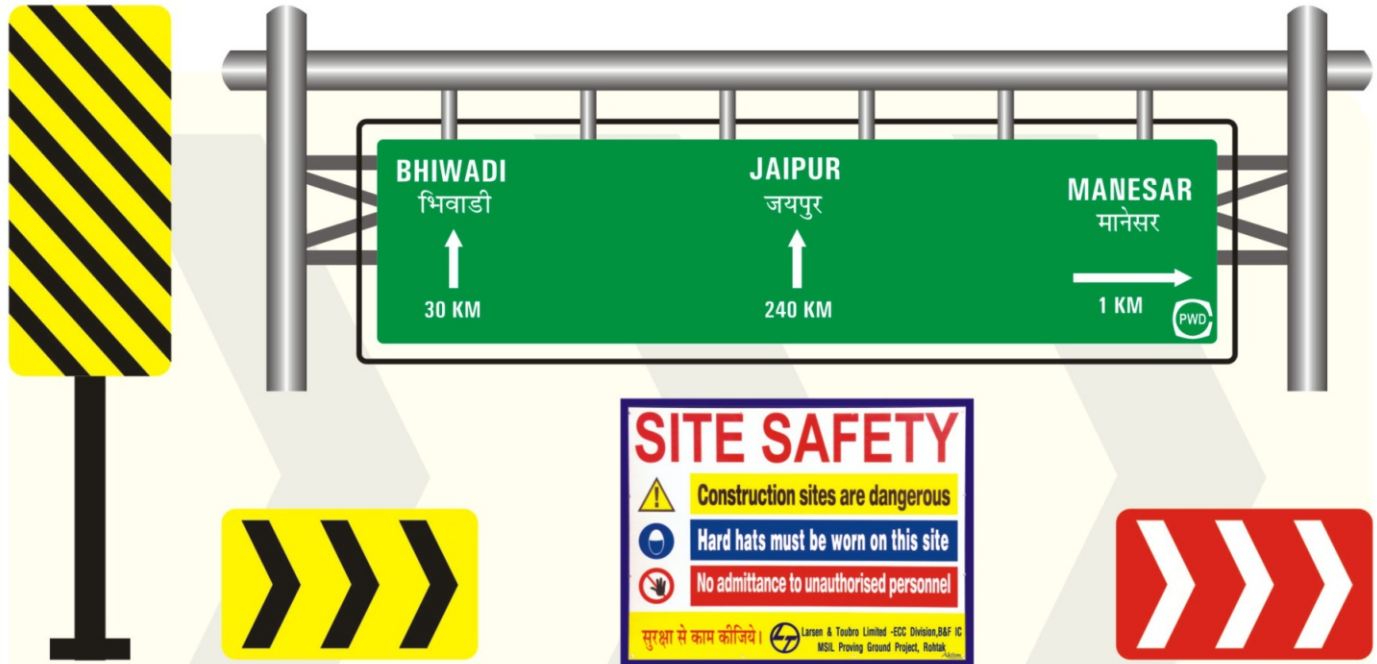 BHIWADI
भिवाडी
30 KM
JAIPUR
जयपुर
240 KM
MANESAR
मानेसर
1 KM
PWD
SITE SAFETY
Construction sites are dangerous
Hard hats must be worn on this site
No admittance to unauthorised personnel
सुरक्षा से काम कीजिये।
Larsen & Toubro Limited -ECC Division,B&F IC
MSIL Proving Ground Project, Rohtak